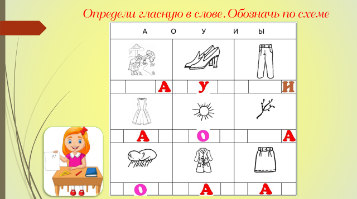 Определи гласную в слове. Обозначь по схеме
А О У И Ы
А У И
А О А
О А А